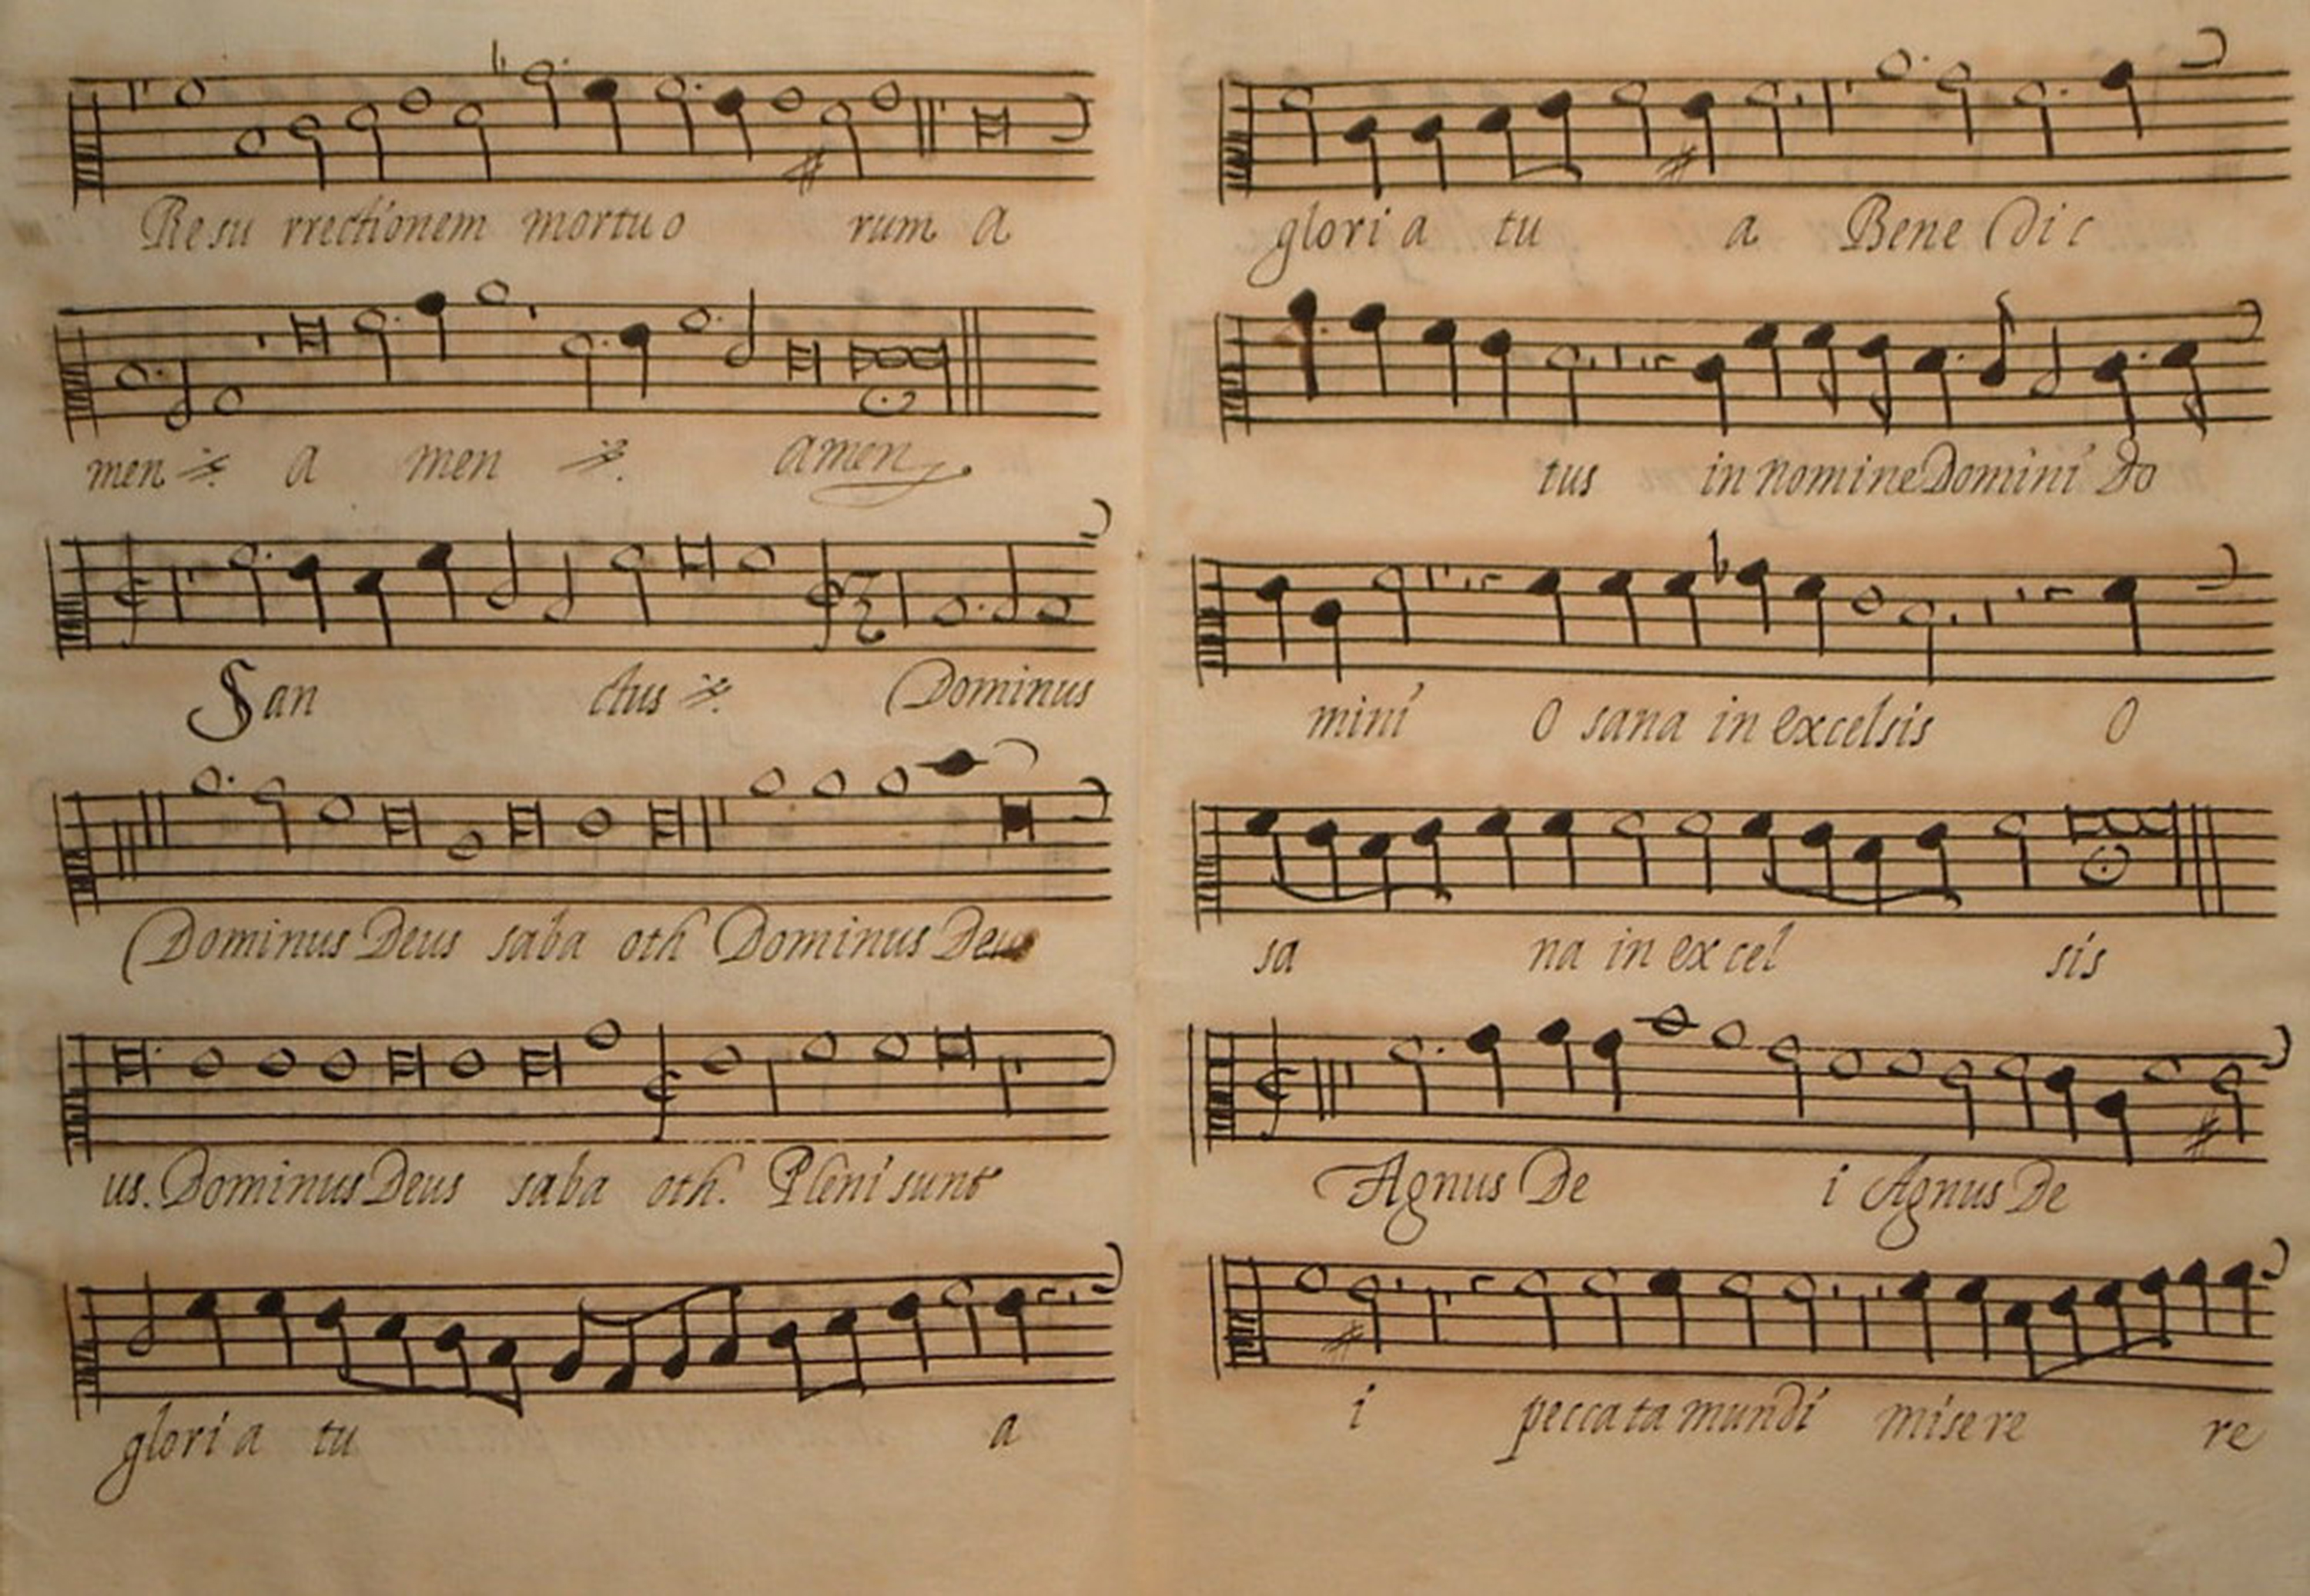 Resu rrectionem mortuo rum A
men A men amen
San ctus Dominus
Dominus Deus saba oth Dominus Deus
us. Dominus Deus saba oth. Pleni sunt
glori a tu a
glori a tu a Bene dic
tus in nomine Domini Do
mini O sana in excelsis O
sa na in ex cel sis
Agnus De i Agnus De
i peccata mundi misere re